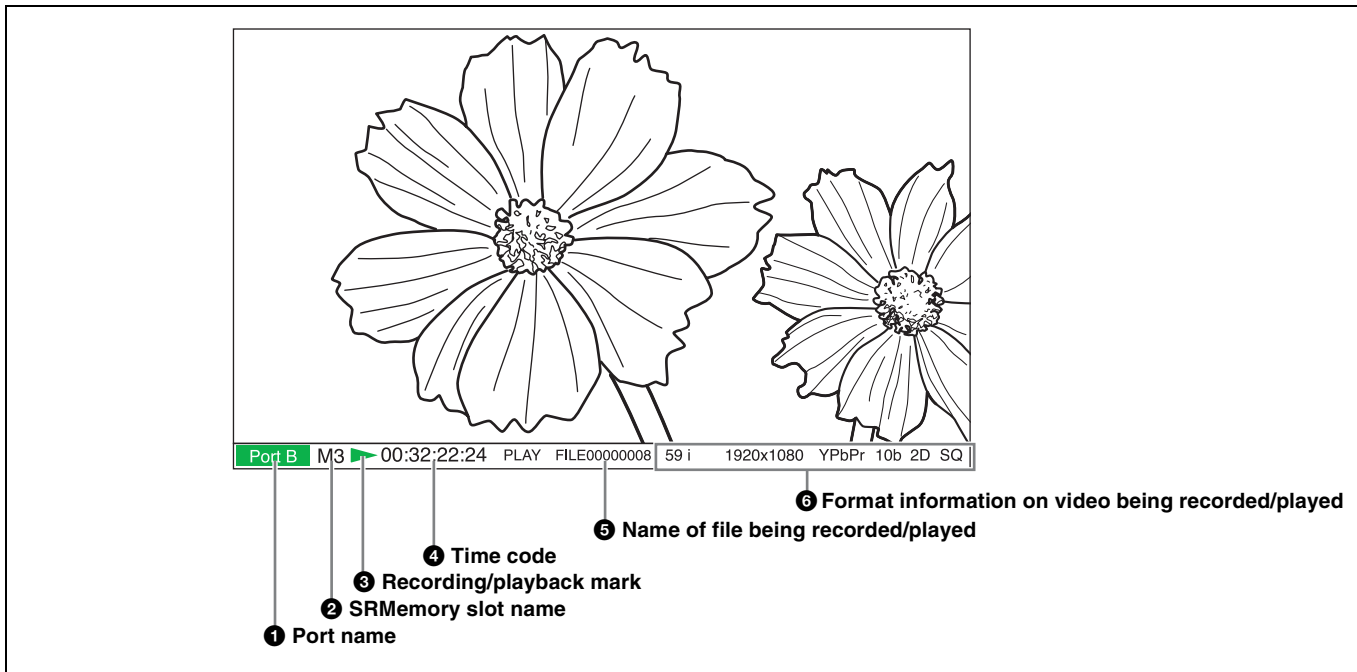 Port B M3 00:32:22:24 PLAY FILE00000008 59 i 1920x1080 YPbPr 10b 2D SQ
❻ Format information on video being recorded/played
❺ Name of file being recorded/played
❹ Time code
❸ Recording/playback mark
❷ SRMemory slot name
❶ Port name